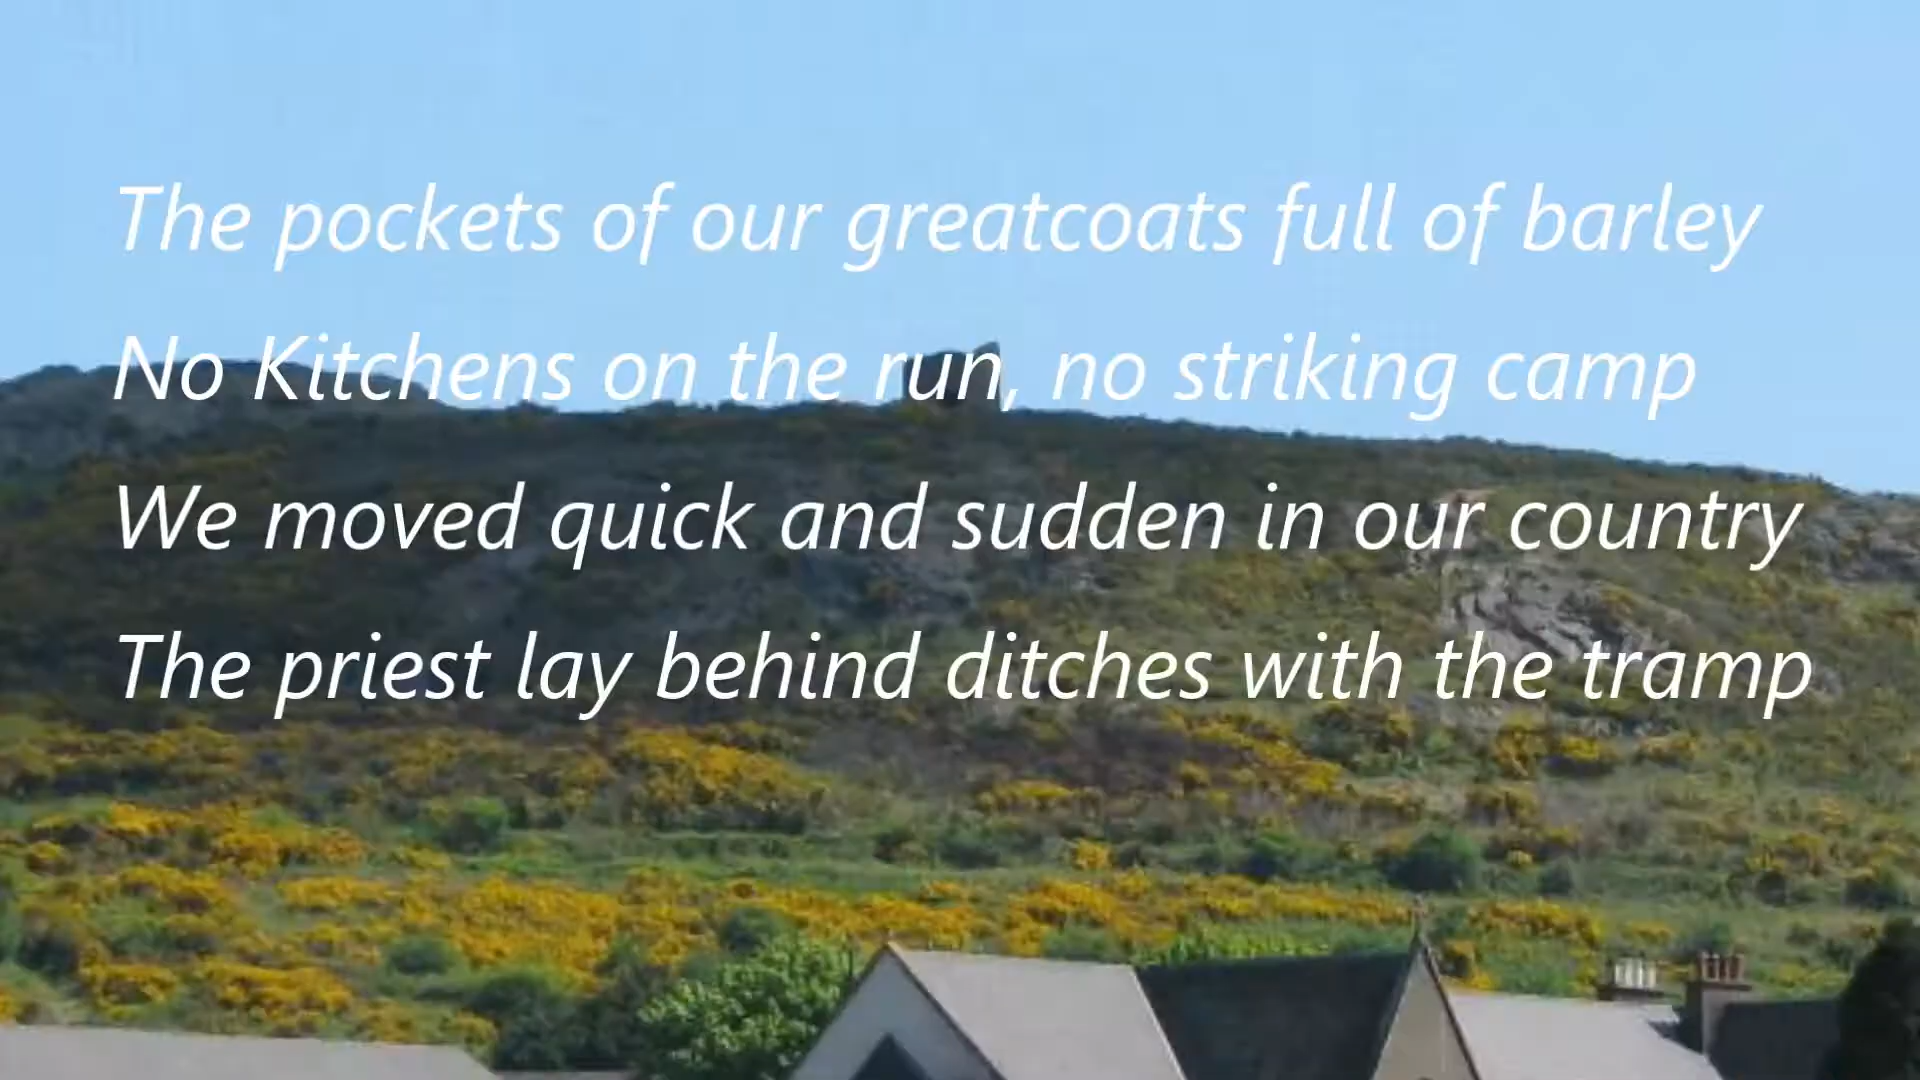 The pockets of our greatcoats full of barley
No Kitchens on the run, no striking camp
We moved quick and sudden in our country
The priest lay behind ditches with the tramp